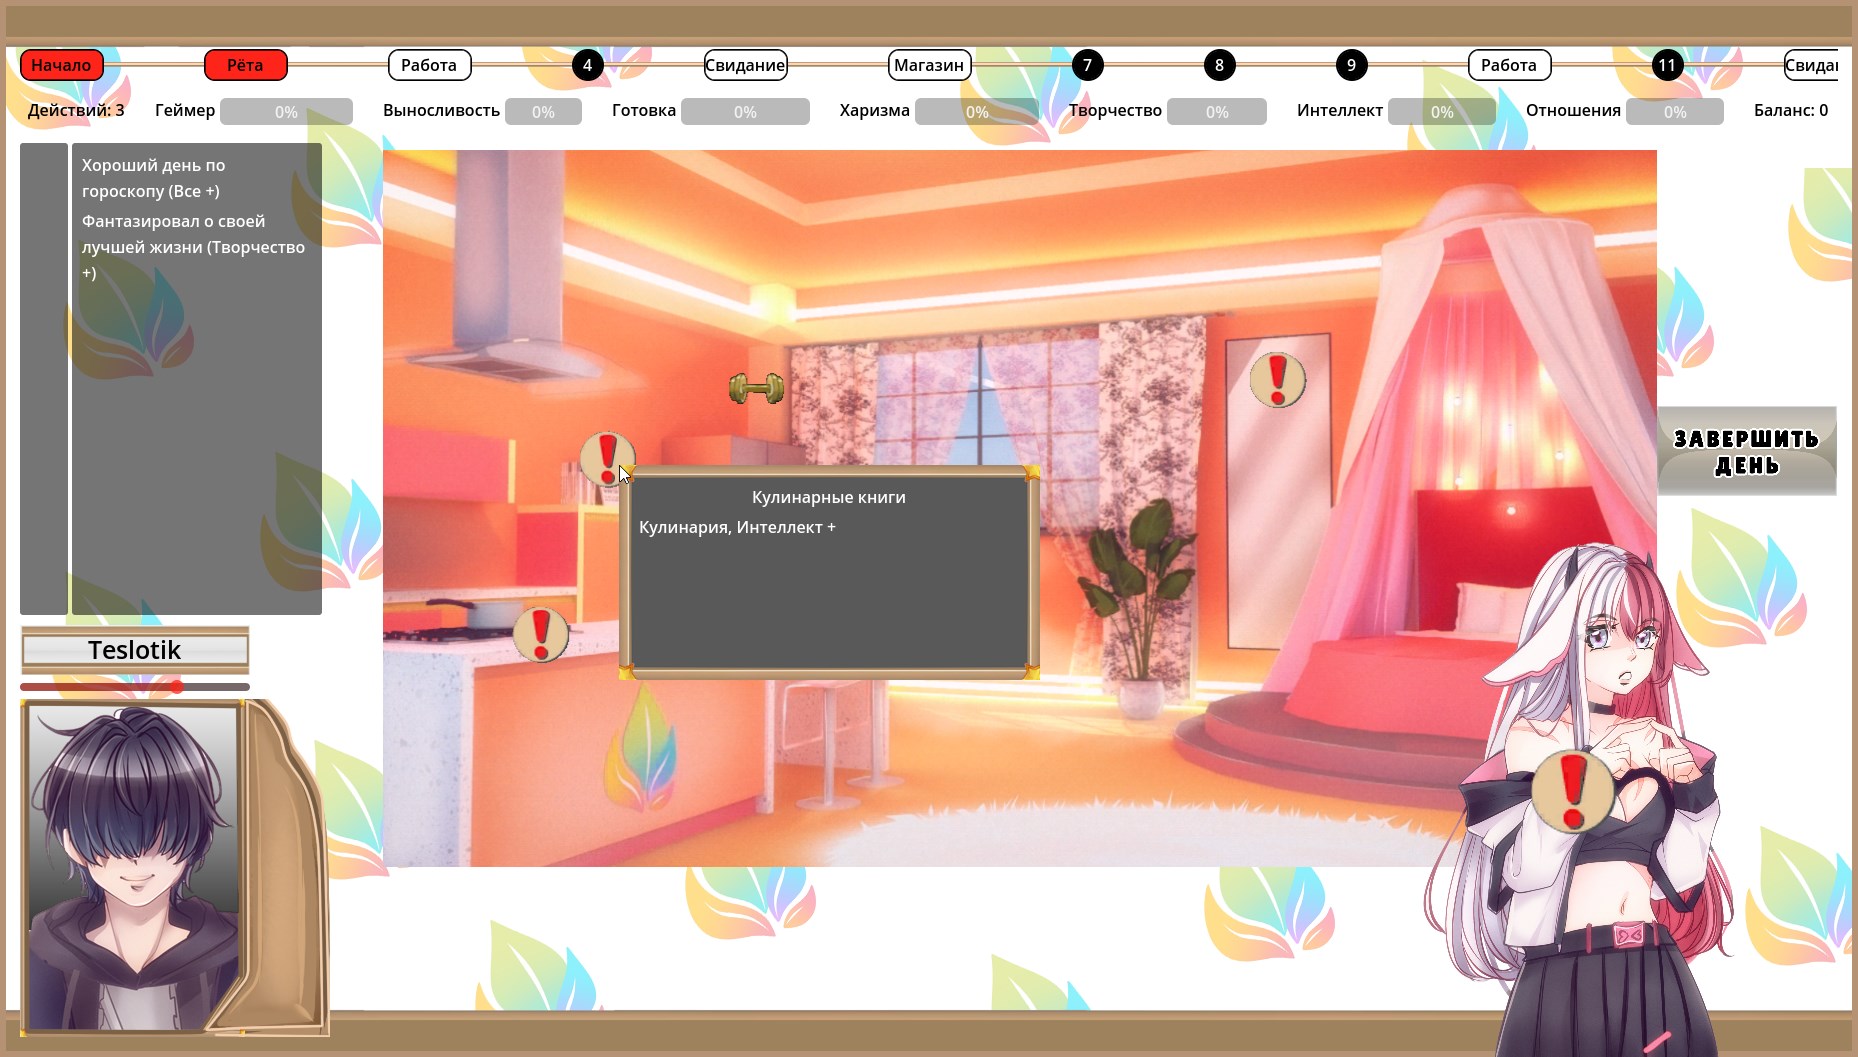 Начало Рёта Работа 4 Свидание Магазин 7 8 9 Работа 11 Свидан
Действий: 3 Геймер 0% Выносливость 0% Готовка 0% Харизма 0% Творчество 0% Интеллект 0% Отношения 0% Баланс: 0
Хороший день по
гороскопу (Все +)
Фантазировал о своей
лучшей жизни (Творчество
+)
ЗАВЕРШИТЬ
ДЕНЬ
Кулинарные книги
Кулинария, Интеллект +
Teslotik